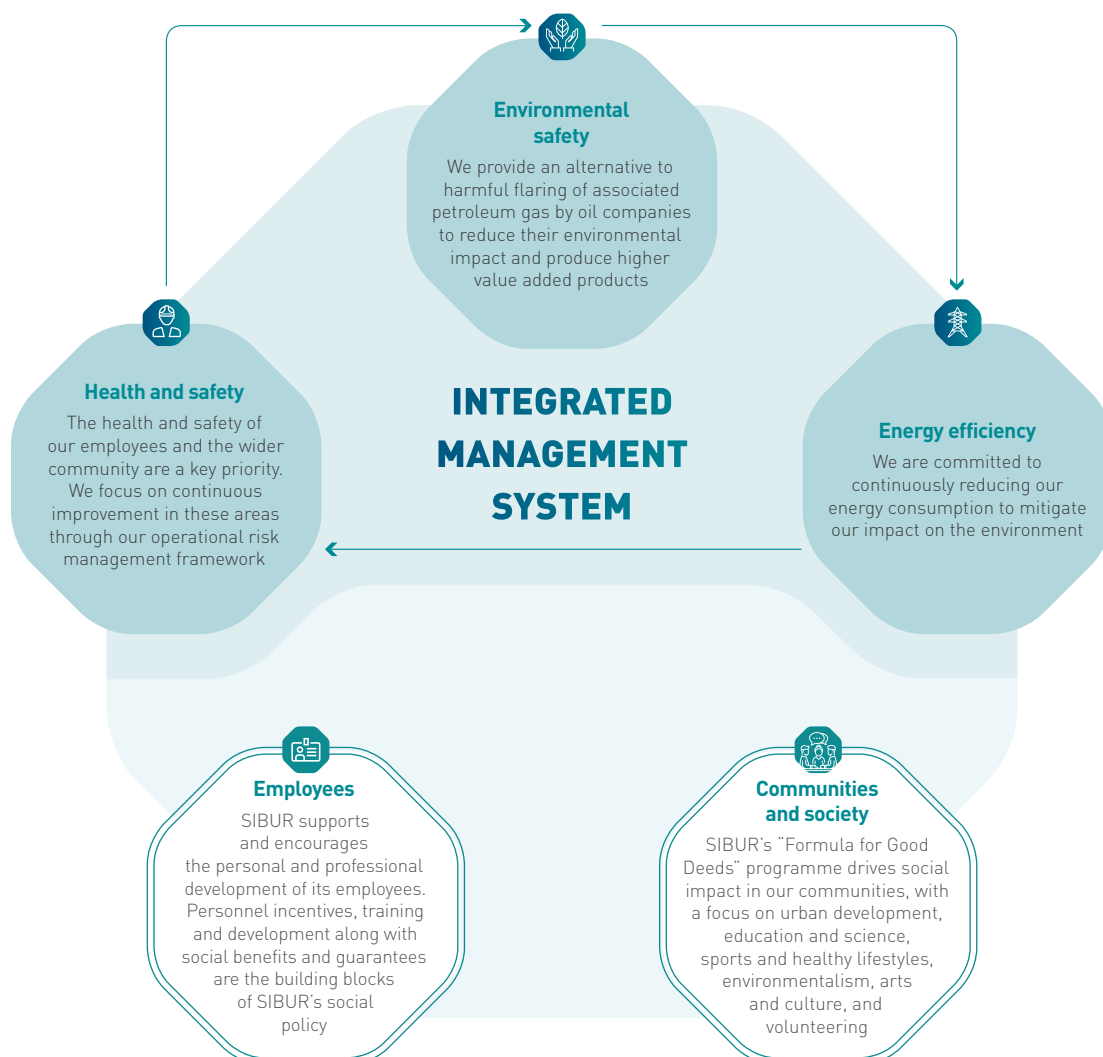 Environmental
safety
We provide an alternative to
harmful flaring of associated
petroleum gas by oil companies
to reduce their environmental
impact and produce higher
value added products
Health and safety
The health and safety of
our employees and the wider
community are a key priority.
We focus on continuous
improvement in these areas
through our operational risk
management framework
INTEGRATED
MANAGEMENT
SYSTEM
Energy efficiency
We are committed to
continuously reducing our
energy consumption to mitigate
our impact on the environment
Employees
SIBUR supports
and encourages
the personal and professional
development of its employees.
Personnel incentives, training
and development along with
social benefits and guarantees
are the building blocks
of SIBUR's social
policy
Communities
and society
SIBUR's "Formula for Good
Deeds" programme drives social
impact in our communities, with
a focus on urban development,
education and science,
sports and healthy lifestyles,
environmentalism, arts
and culture, and
volunteering